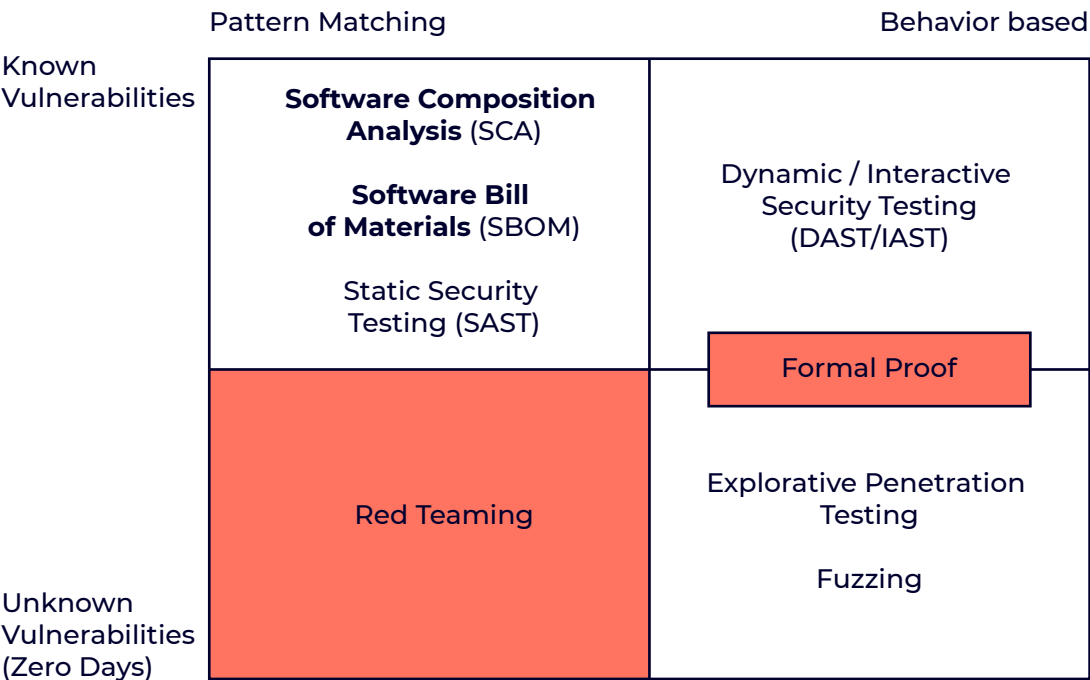 Pattern Matching
Behavior based
Known
Vulnerabilities
Software Composition
Analysis (SCA)
Software Bill
of Materials (SBOM)
Static Security
Testing (SAST)
Dynamic / Interactive
Security Testing
(DAST/IAST)
Formal Proof
Red Teaming
Explorative Penetration
Testing
Fuzzing
Unknown
Vulnerabilities
(Zero Days)